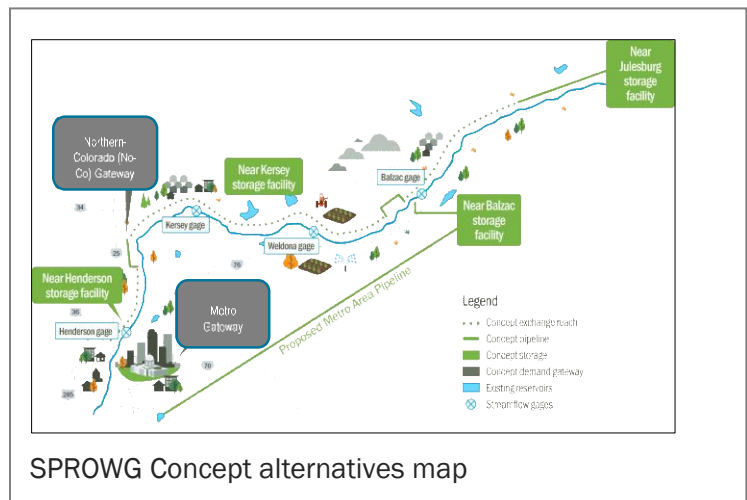 Near
Julesburg
storage
facility
Northern-
Colorado (No-
Co) Gateway
Near Kersey
storage facility
Balzac gage
34
Kersey gage
Near Balzac
storage
facility
25
Weldona gage
76
Near Henderson
storage facility
Metro
Gateway
36
Henderson gage
70
285
Proposed Metro Area Pipeline
Legend
Concept exchange reach
Concept pipeline
Concept storage
Concept demand gateway
Existing reservoirs
Streamflow gages
SPROWG Concept alternatives map